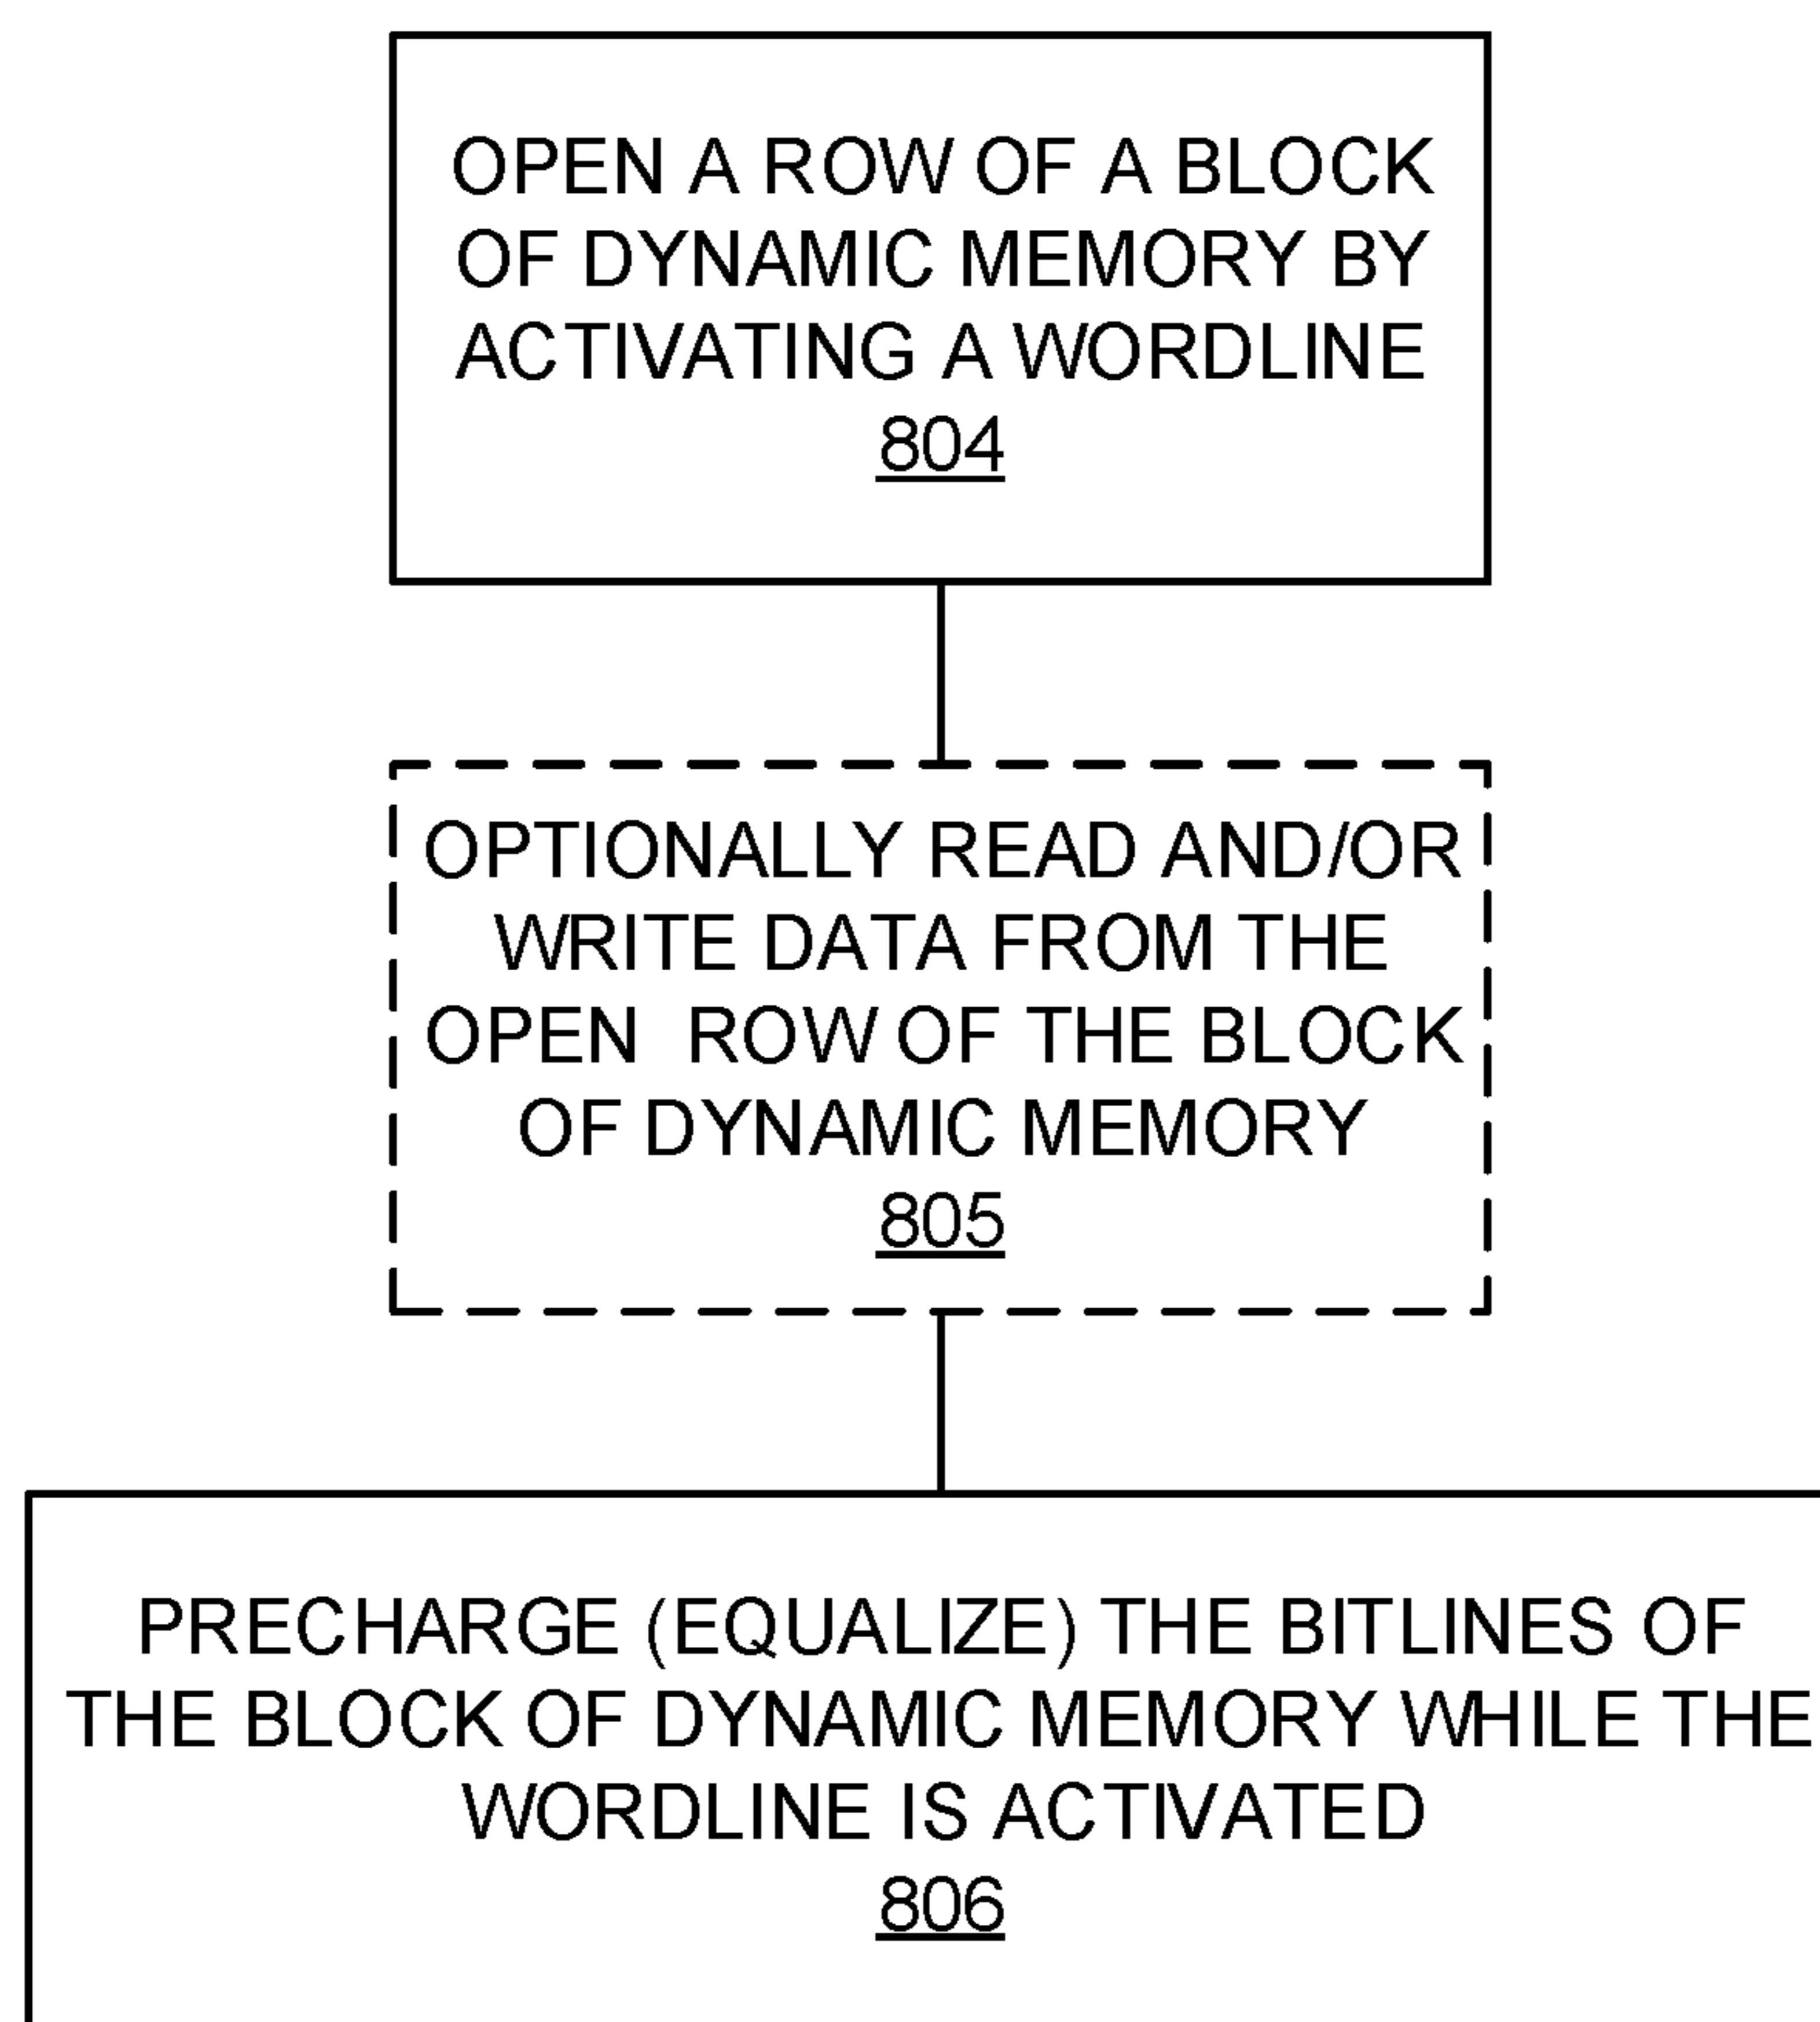 OPEN A ROW OF A BLOCK
OF DYNAMIC MEMORY BY
ACTIVATING A WORDLINE
804
OPTIONALLY READ AND/OR
WRITE DATA FROM THE
OPEN  ROW OF THE BLOCK
OF DYNAMIC MEMORY
805
PRECHARGE (EQUALIZE) THE BITLINES OF
THE BLOCK OF DYNAMIC MEMORY WHILE THE
WORDLINE IS ACTIVATED
806